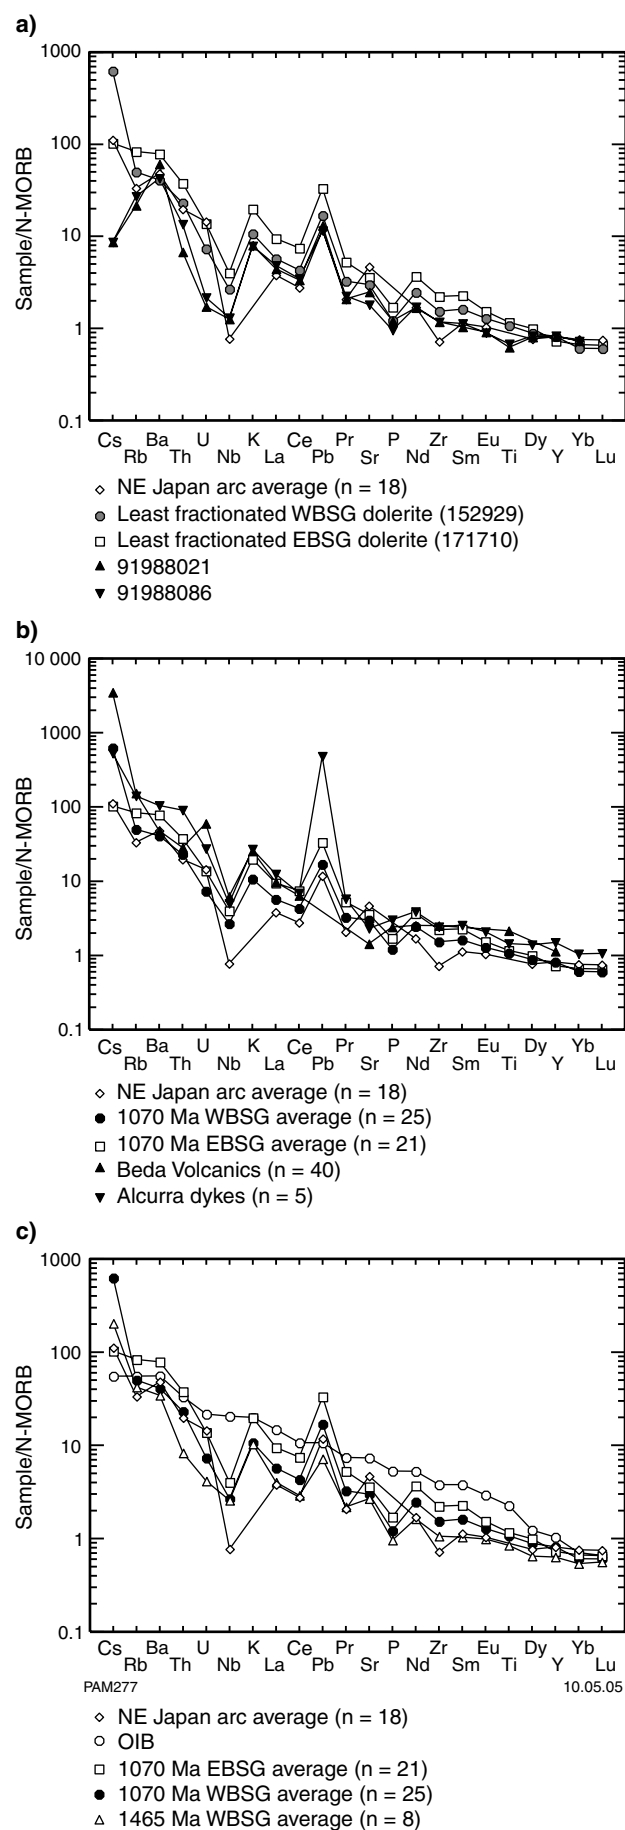 a)
1000
100
10
1
0.1
Sample/N-MORB
Cs Ba U K Ce Pr P Zr Eu Dy Yb
Rb Th Nb La Pb Sr Nd Sm Ti Y Lu
NE Japan arc average (n = 18)
Least fractionated WBSG dolerite (152929)
Least fractionated EBSG dolerite (171710)
91988021
91988086
b)
10 000
1000
100
10
1
0.1
Sample/N-MORB
Cs Ba U K Ce Pr P Zr Eu Dy Yb
Rb Th Nb La Pb Sr Nd Sm Ti Y Lu
NE Japan arc average (n = 18)
1070 Ma WBSG average (n = 25)
1070 Ma EBSG average (n = 21)
Beda Volcanics (n = 40)
Alcurra dykes (n = 5)
c)
1000
100
10
1
0.1
Sample/N-MORB
Cs Ba U K Ce Pr P Zr Eu Dy Yb
Rb Th Nb La Pb Sr Nd Sm Ti Y Lu
PAM277 10.05.05
NE Japan arc average (n = 18)
OIB
1070 Ma EBSG average (n = 21)
1070 Ma WBSG average (n = 25)
1465 Ma WBSG average (n = 8)